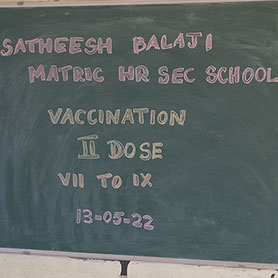 SATHEESH BALAJI
MATRIC HR SEC SCHOOL
VACCINATION
II DOSE
VII TO IX
13-05-22